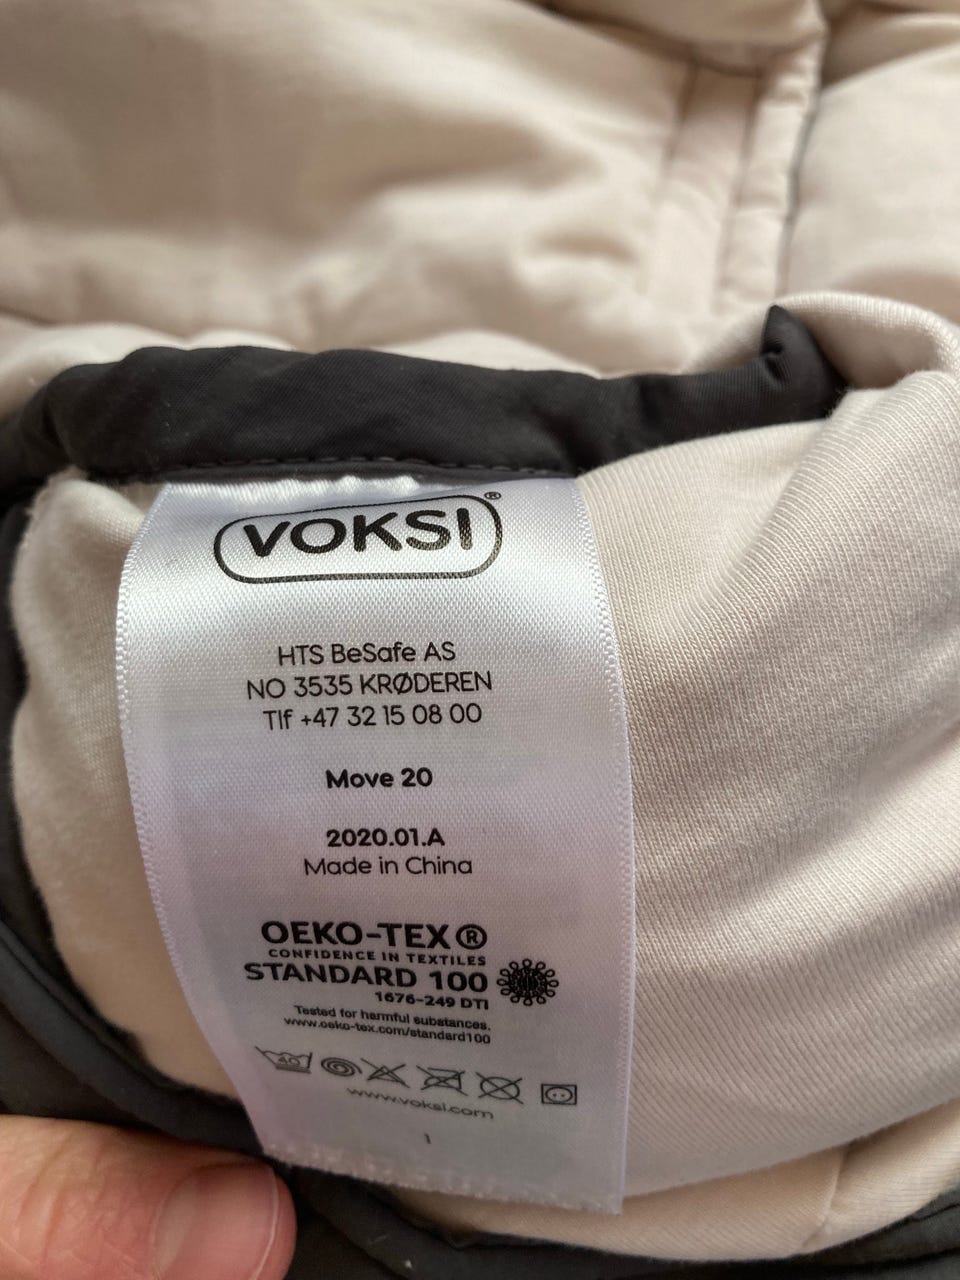 VOKSI®
HTS BeSafe AS
NO 3535 KRØDEREN
Tlf +47 32 15 08 00
Move 20
2020.01.A
Made in China
OEKO-TEX®
CONFIDENCE IN TEXTILES
STANDARD 100
1676-249 DTI
Tested for harmful substances.
www.oeko-tex.com/standard100
40
www.voksi.com
1